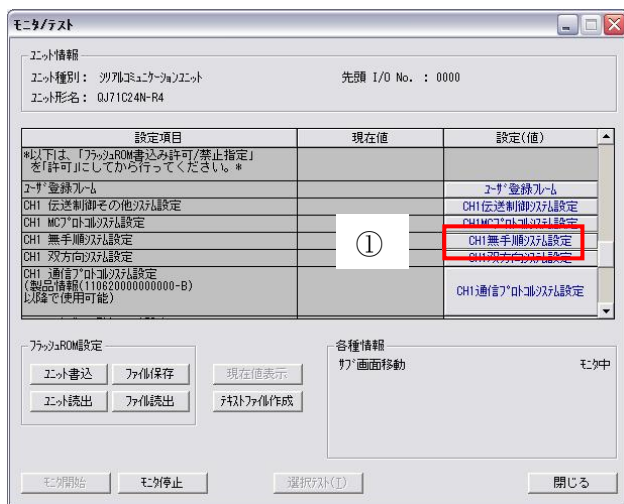 モニタ/テスト
ユニット情報
ユニット種別： シリアルコミュニケーションユニット
先頭 I/O No. ： 0000
ユニット形名： QJ71C24N-R4
設定項目
現在値
設定(値)
*以下は、「フラッシュROM書込み許可/禁止指定」
を「許可」にしてから行ってください。*
ユーザ登録フレーム
ユーザ登録フレーム
CH1 伝送制御その他システム設定
CH1伝送制御システム設定
CH1 MCプロトコルシステム設定
CH1MCプロトコルシステム設定
CH1 無手順システム設定
①
CH1無手順システム設定
CH1 双方向システム設定
CH1双方向システム設定
CH1 通信プロトコルシステム設定
(製品情報(110620000000000-B)
以降で使用可能)
CH1通信プロトコルシステム設定
フラッシュROM設定
各種情報
ユニット書込
ファイル保存
現在値表示
サブ画面移動
モニタ中
ユニット読出
ファイル読出
テキストファイル作成
モニタ開始
モニタ停止
選択テスト(T)
閉じる